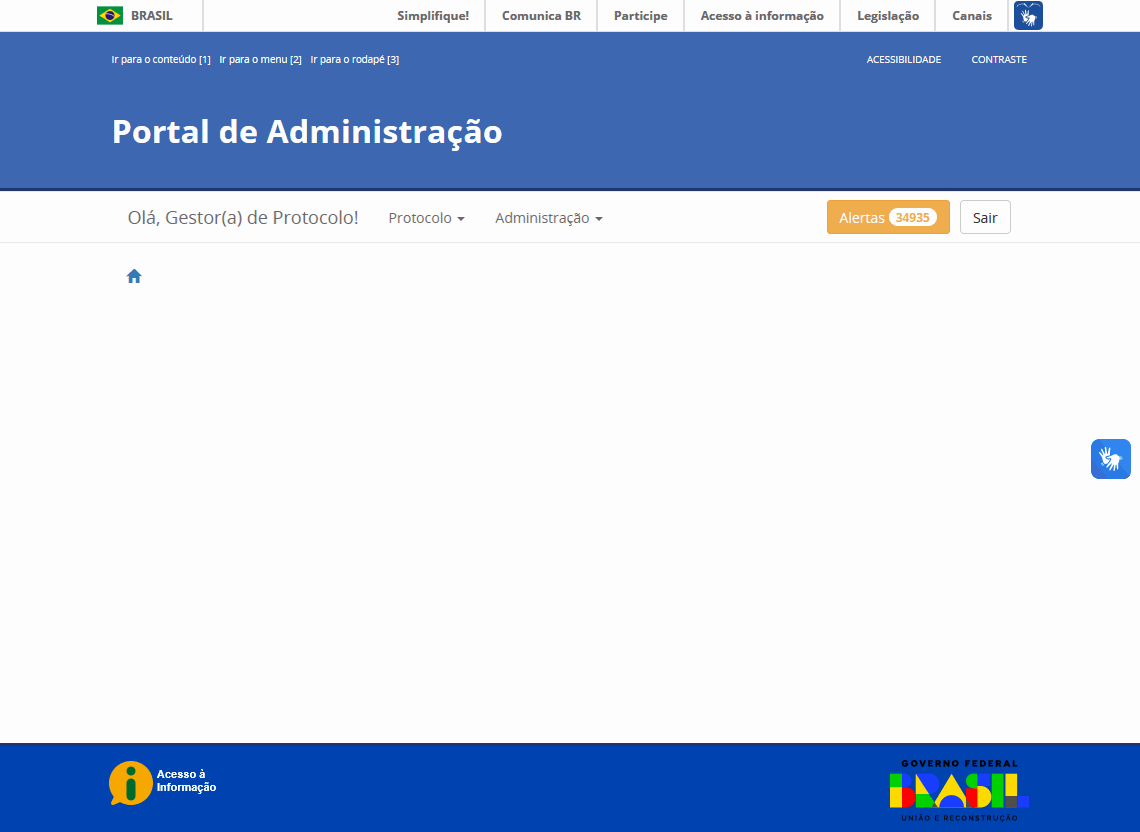 BRASIL Simplifique! Comunica BR Participe Acesso à informação Legislação Canais
Ir para o conteúdo [1] Ir para o menu [2] Ir para o rodapé [3] ACESSIBILIDADE CONTRASTE
Portal de Administração
Olá, Gestor(a) de Protocolo! Protocolo Administração Alertas 34935 Sair
Acesso à
Informação
GOVERNO FEDERAL
BRASIL
UNIÃO E RECONSTRUÇÃO